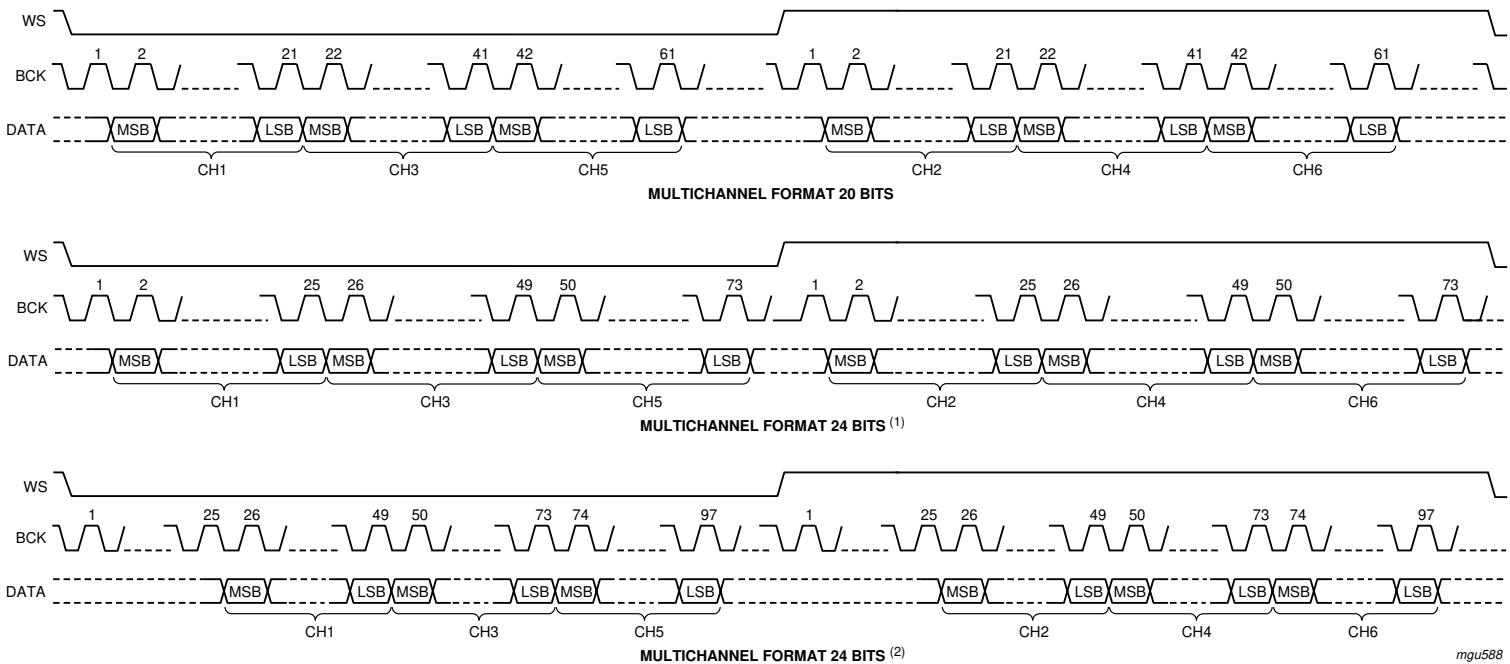 WS
1 2 21 22 41 42 61 1 2 21 22 41 42 61
BCK
DATA MSB LSB MSB LSB MSB LSB MSB LSB MSB LSB MSB LSB
CH1 CH3 CH5 CH2 CH4 CH6
MULTICHANNEL FORMAT 20 BITS
WS
1 2 25 26 49 50 73 1 2 25 26 49 50 73
BCK
DATA MSB LSB MSB LSB MSB LSB MSB LSB MSB LSB MSB LSB
CH1 CH3 CH5 CH2 CH4 CH6
MULTICHANNEL FORMAT 24 BITS (1)
WS
1 25 26 49 50 73 74 97 1 25 26 49 50 73 74 97
BCK
DATA MSB LSB MSB LSB MSB LSB MSB LSB MSB LSB MSB LSB
CH1 CH3 CH5 CH2 CH4 CH6
MULTICHANNEL FORMAT 24 BITS (2)
mgu588